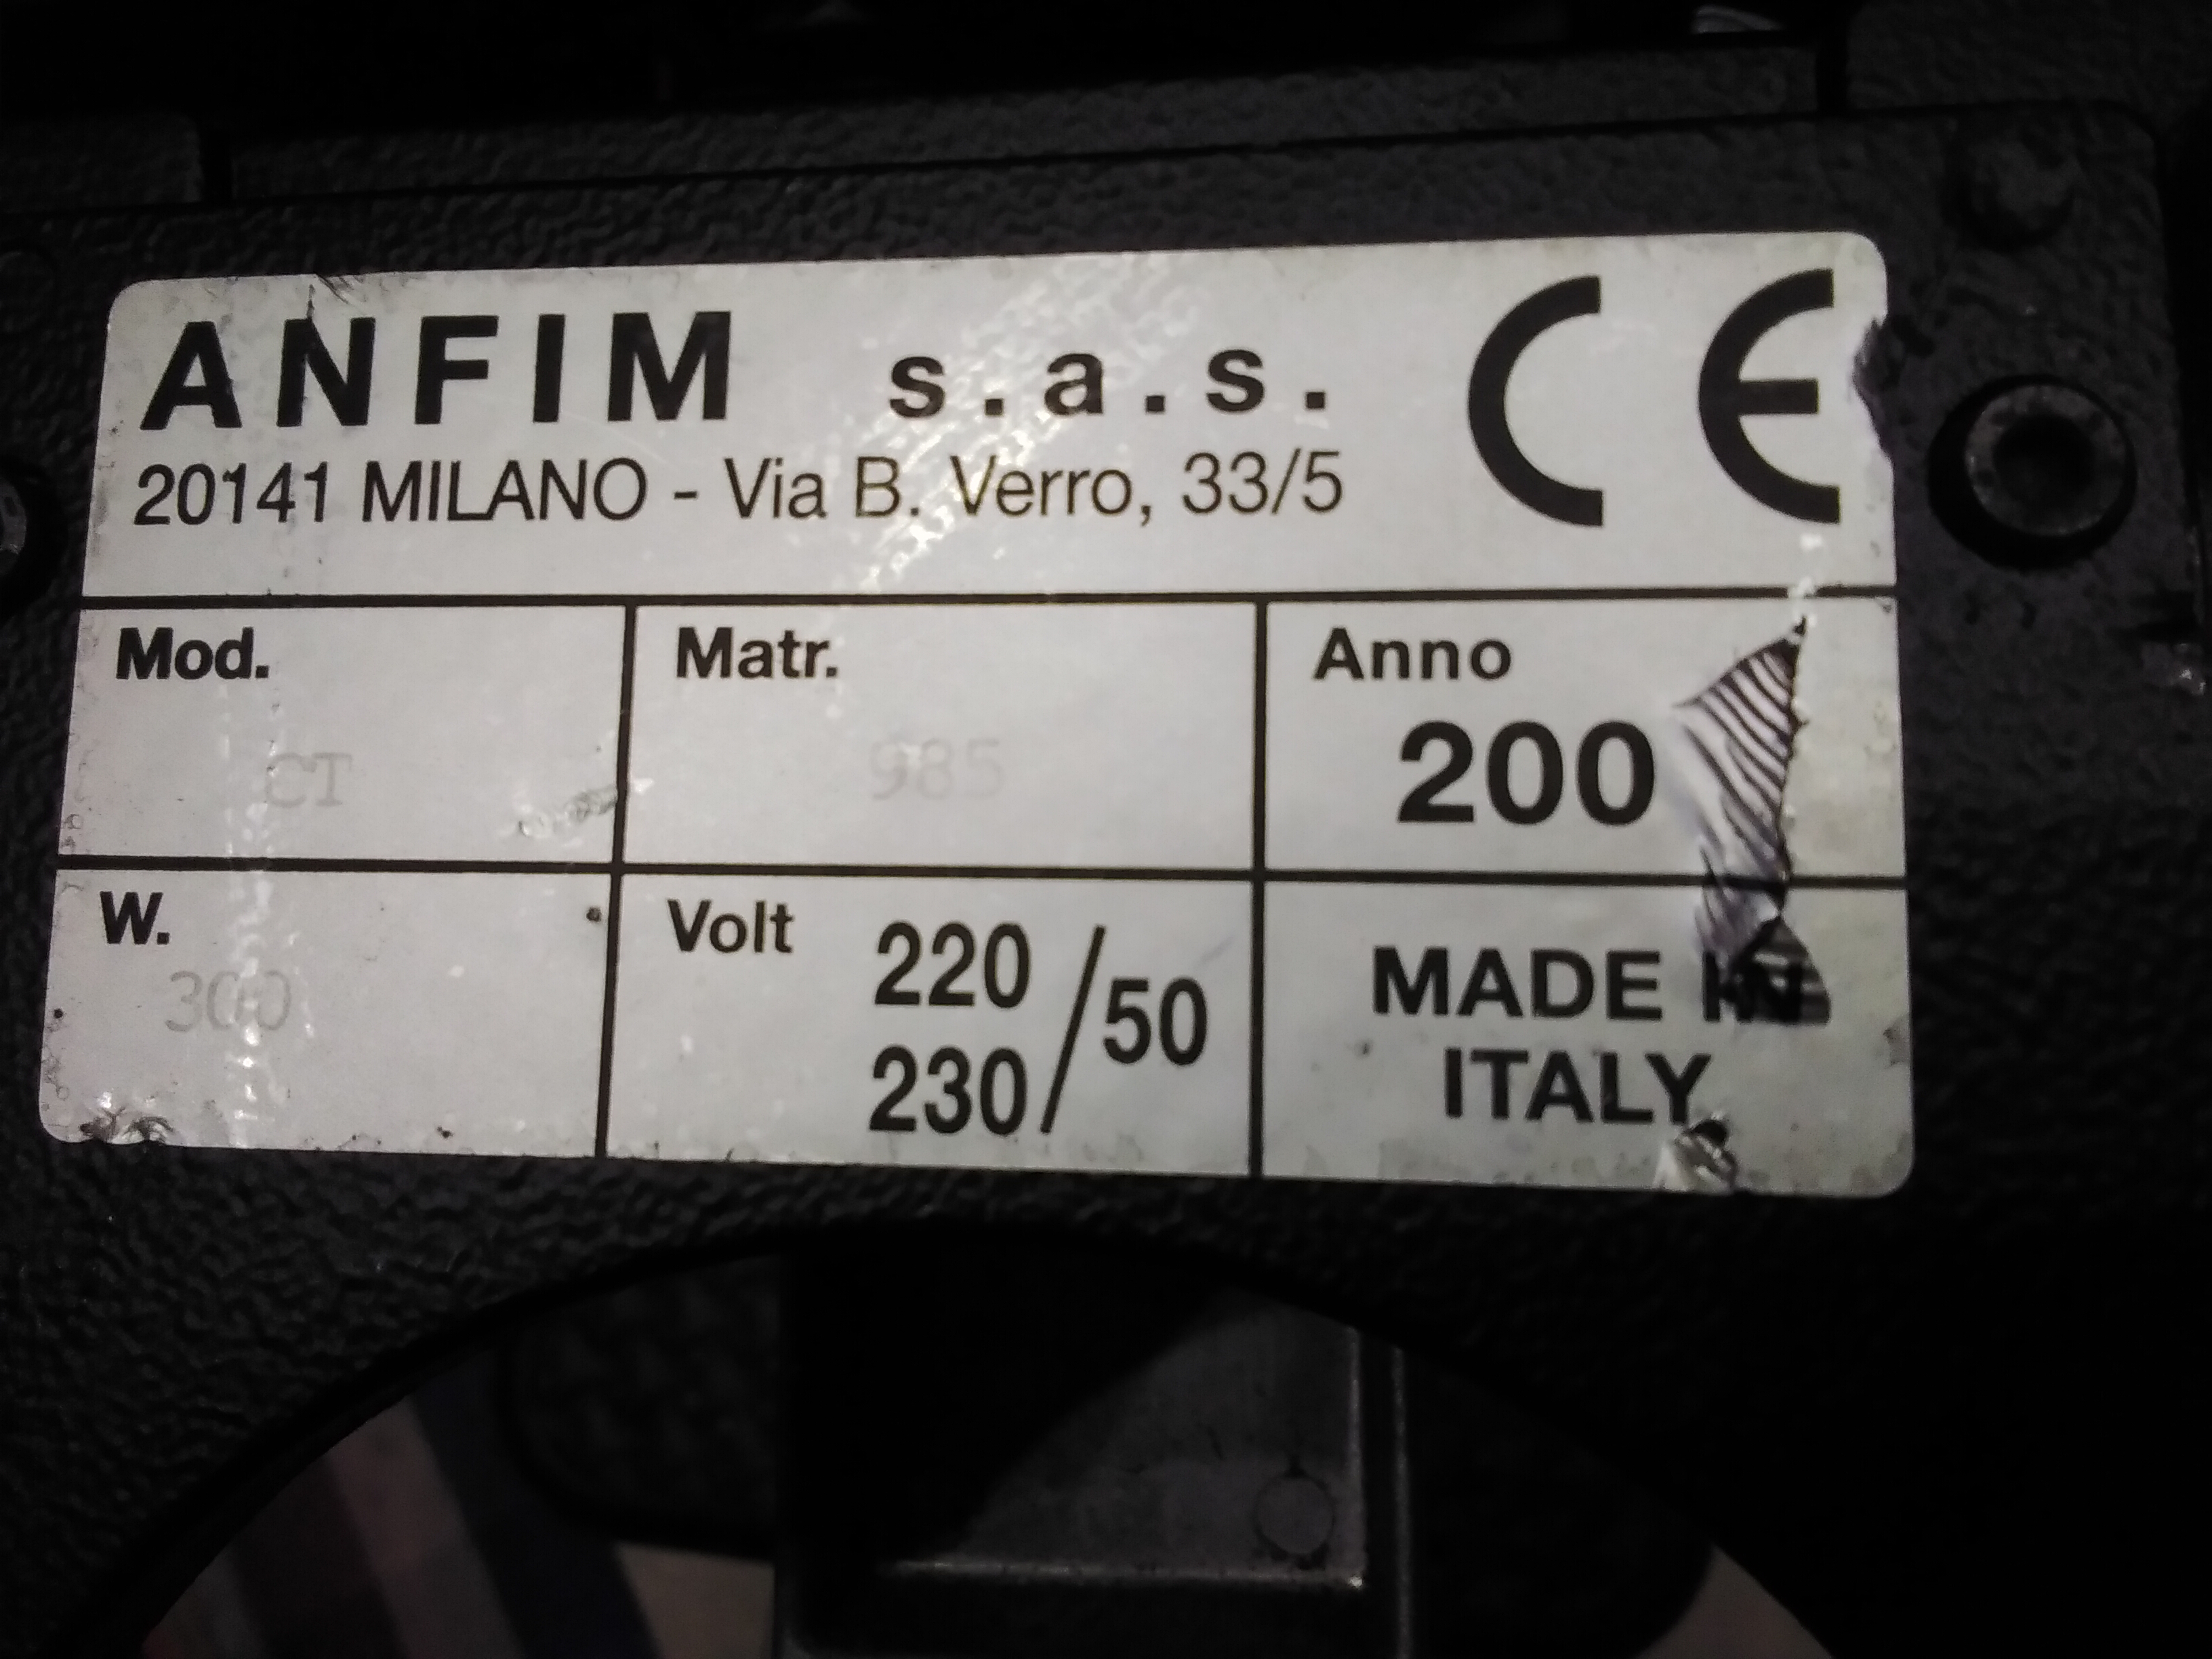 ANFIM s.a.s. CE
20141 MILANO - Via B. Verro, 33/5
Mod. Matr. Anno
CT 985 200
W. Volt
300 220/50
230
MADE IN
ITALY